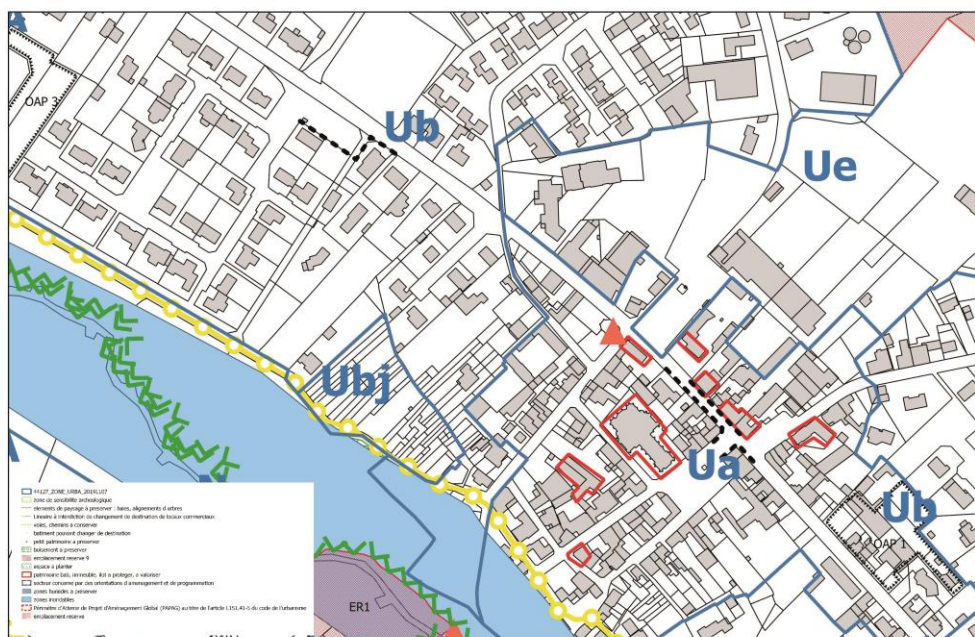 OAP 3
Ub
Ue
Ubj
Ua
Ub
OAP 1
ER1
44127_ZONE_URBA_20191107
zone de sensibilité archéologique
éléments de paysage à préserver : haies, alignements d arbres
Linéaire à interdiction de changement de destination de locaux commerciaux
voies, chemins à conserver
batiment pouvant changer de destination
petit patrimoine à préserver
boisement à préserver
emplacement réservé 9
espace à planter
patrimoine bati, immeuble, ilot à protéger, à valoriser
secteur concerné par des orientations d aménagement et de programmation
zones humides à préserver
zones inondables
Périmètre d'Attente de Projet d'Aménagement Global (PAPAG) au titre de l'article L151.41-5 du code de l'urbanisme
emplacement réservé